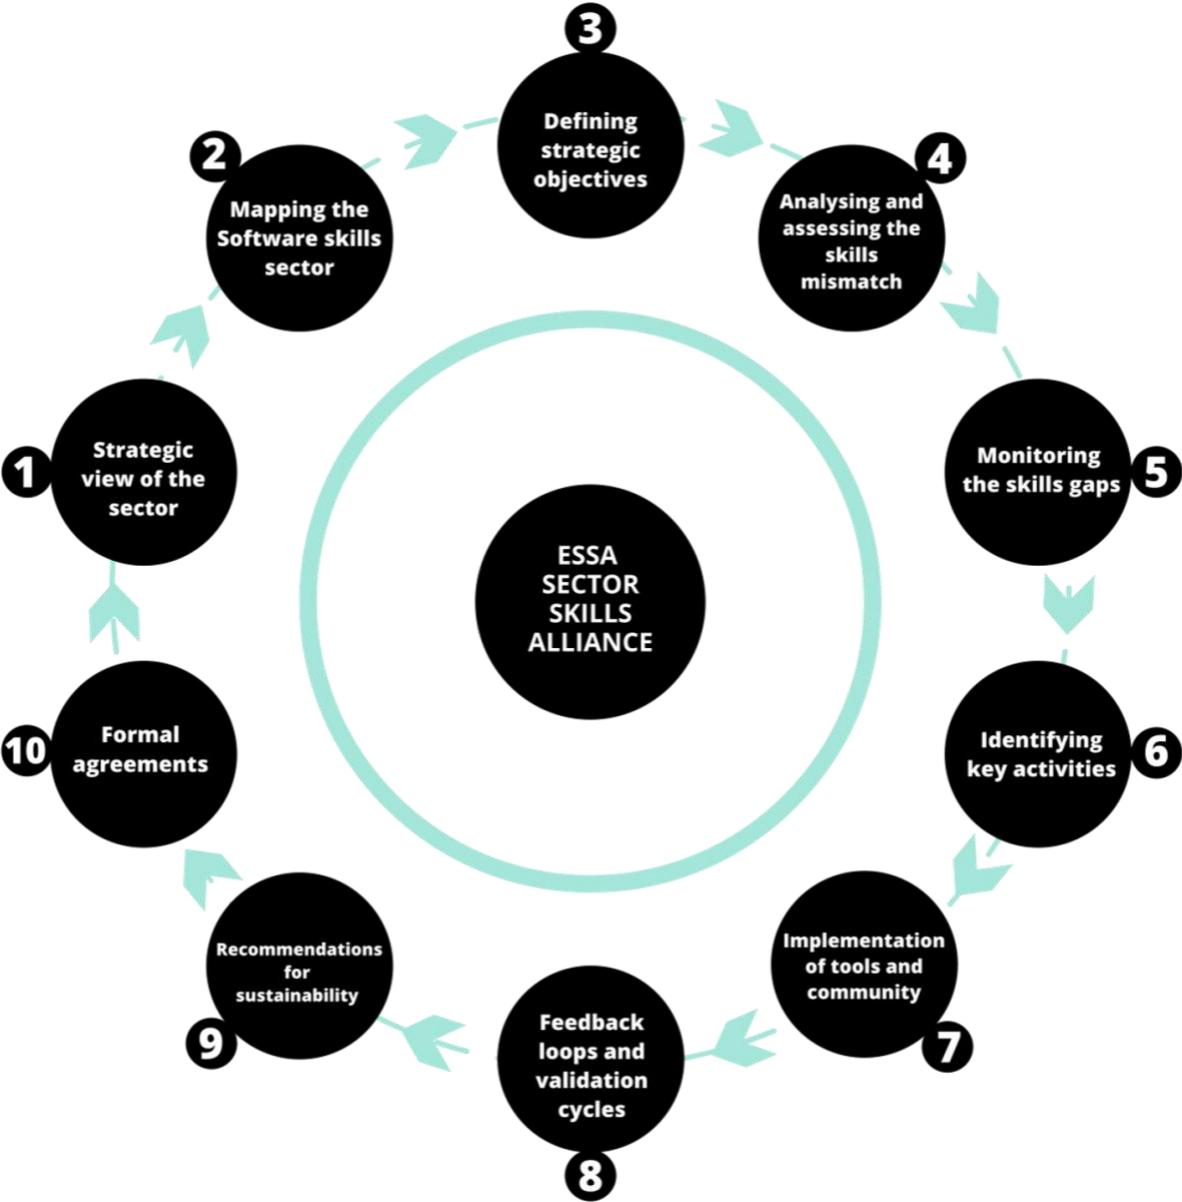 1
Strategic
view of the
sector
2
Mapping the
Software skills
sector
3
Defining
strategic
objectives
4
Analysing and
assessing the
skills
mismatch
5
Monitoring
the skills gaps
6
Identifying
key activities
7
Implementation
of tools and
community
8
Feedback
loops and
validation
cycles
9
Recommendations
for
sustainability
10
Formal
agreements
ESSA
SECTOR
SKILLS
ALLIANCE